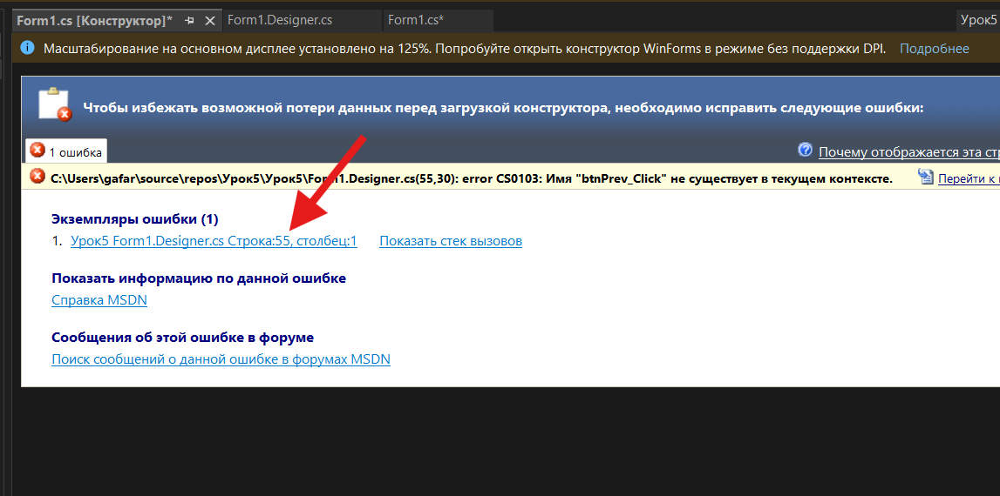 Form1.cs [Конструктор]*
Form1.Designer.cs
Form1.cs*
Урок5
Масштабирование на основном дисплее установлено на 125%. Попробуйте открыть конструктор WinForms в режиме без поддержки DPI. Подробнее
Чтобы избежать возможной потери данных перед загрузкой конструктора, необходимо исправить следующие ошибки:
1 ошибка
Почему отображается эта стр
C:\Users\gafar\source\repos\Урок5\Урок5\Form1.Designer.cs(55,30): error CS0103: Имя "btnPrev_Click" не существует в текущем контексте.
Перейти к
Экземпляры ошибки (1)
1. Урок5 Form1.Designer.cs Строка:55, столбец:1 Показать стек вызовов
Показать информацию по данной ошибке
Справка MSDN
Сообщения об этой ошибке в форуме
Поиск сообщений о данной ошибке в форумах MSDN